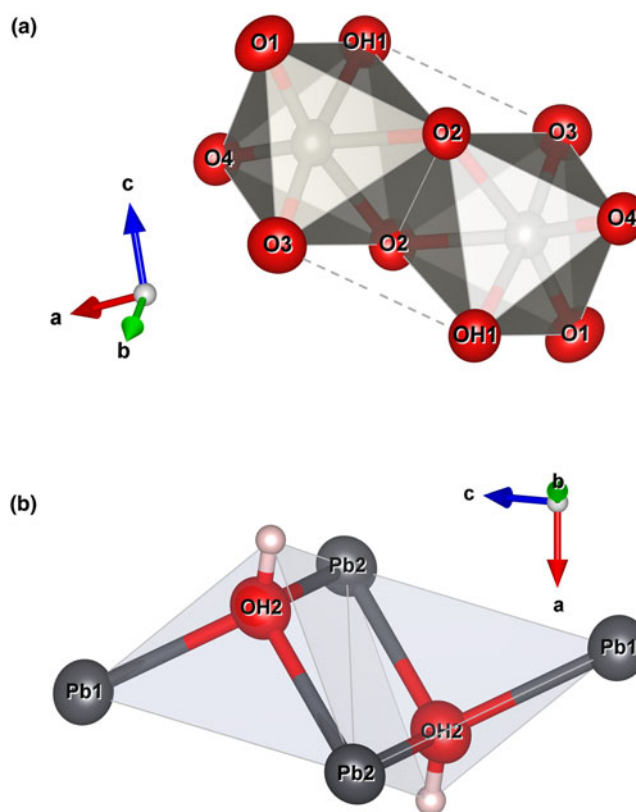 (a)
O1 OH1
O2 O3
O4
O4
c
O3 O2
a
b
OH1 O1
(b)
b
c
a
Pb2
OH2
Pb1
Pb1
OH2
Pb2